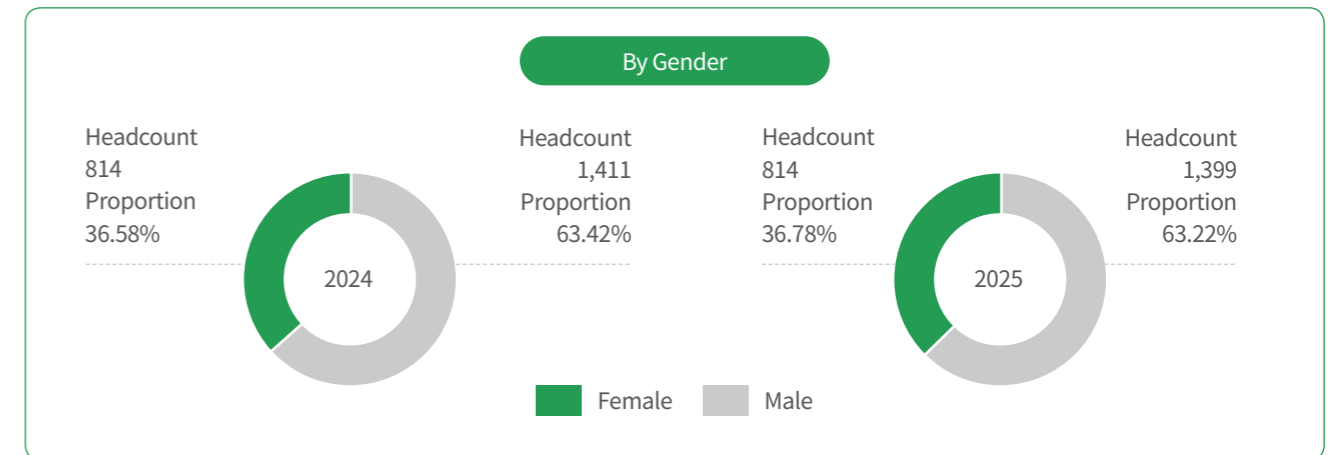 By Gender
Headcount
814
Proportion
36.58%
2024
Headcount
1,411
Proportion
63.42%
Headcount
814
Proportion
36.78%
2025
Headcount
1,399
Proportion
63.22%
Female
Male